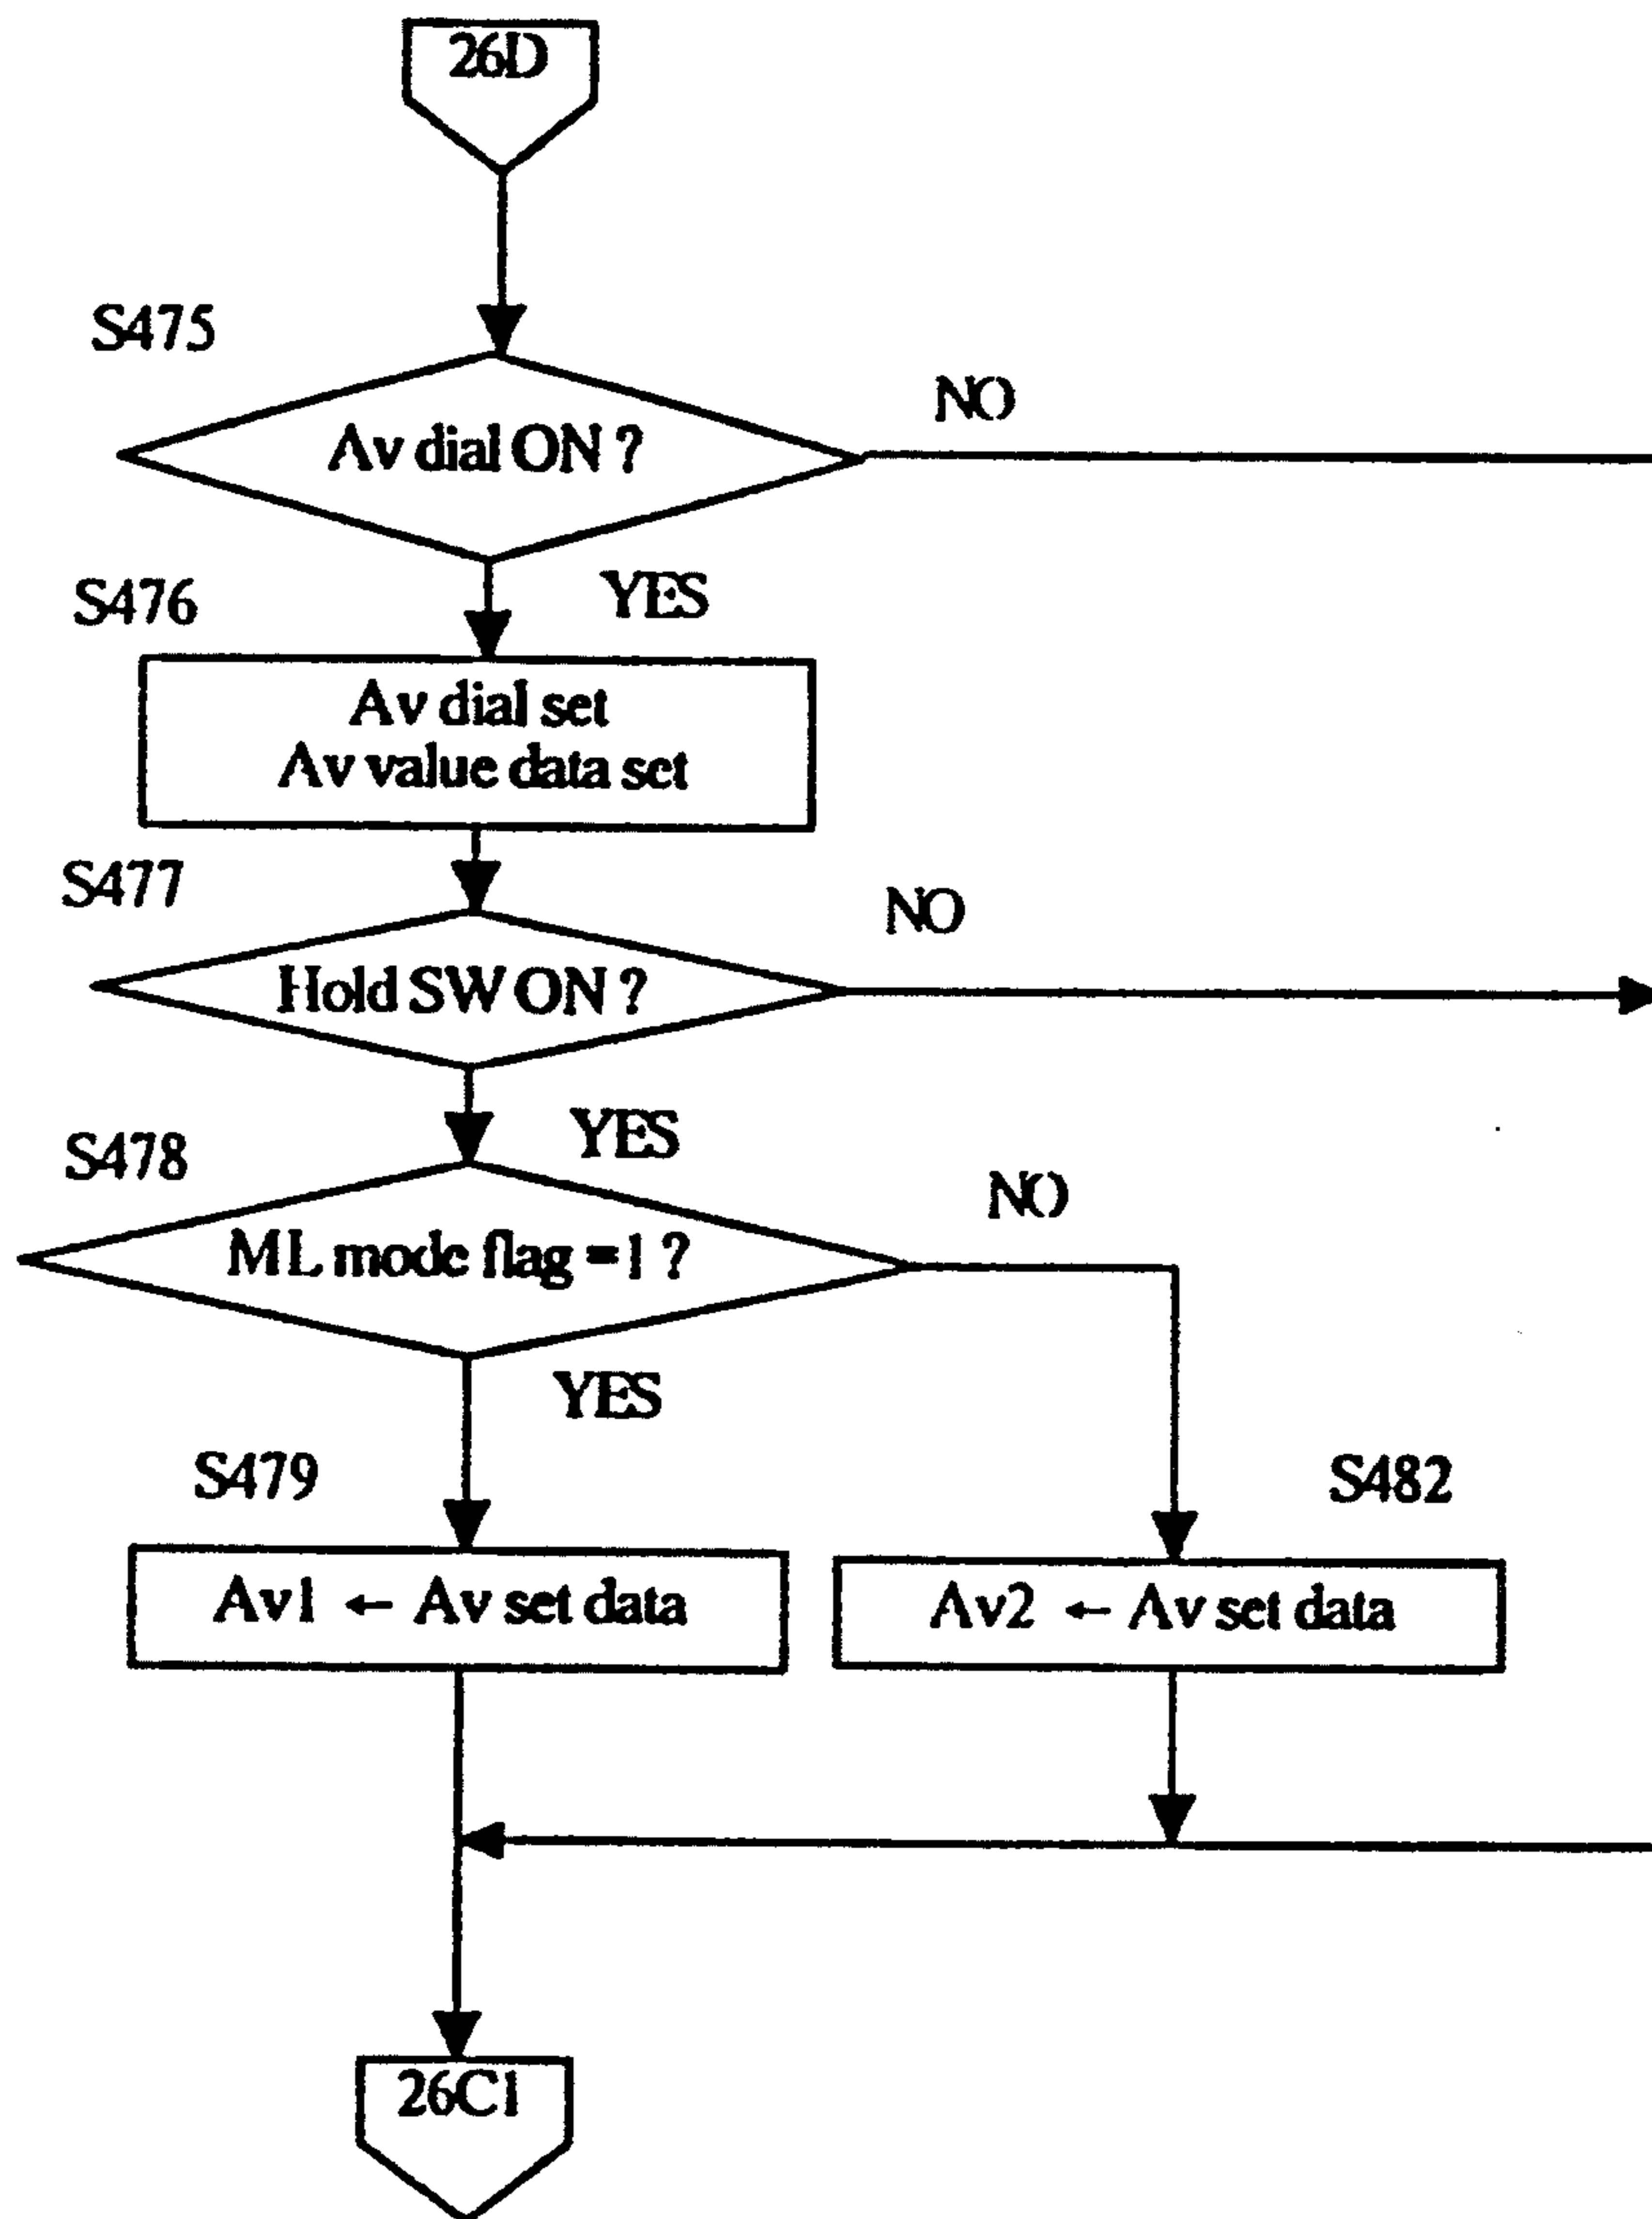 26D
S475
Av dial ON ?
NO
S476
YES
Av dial set
Av value data set
S477
NO
Hold SW ON ?
S478
YES
NO
ML mode flag = 1 ?
YES
S479
S482
Av1 ← Av set data
Av2 ← Av set data
26C1